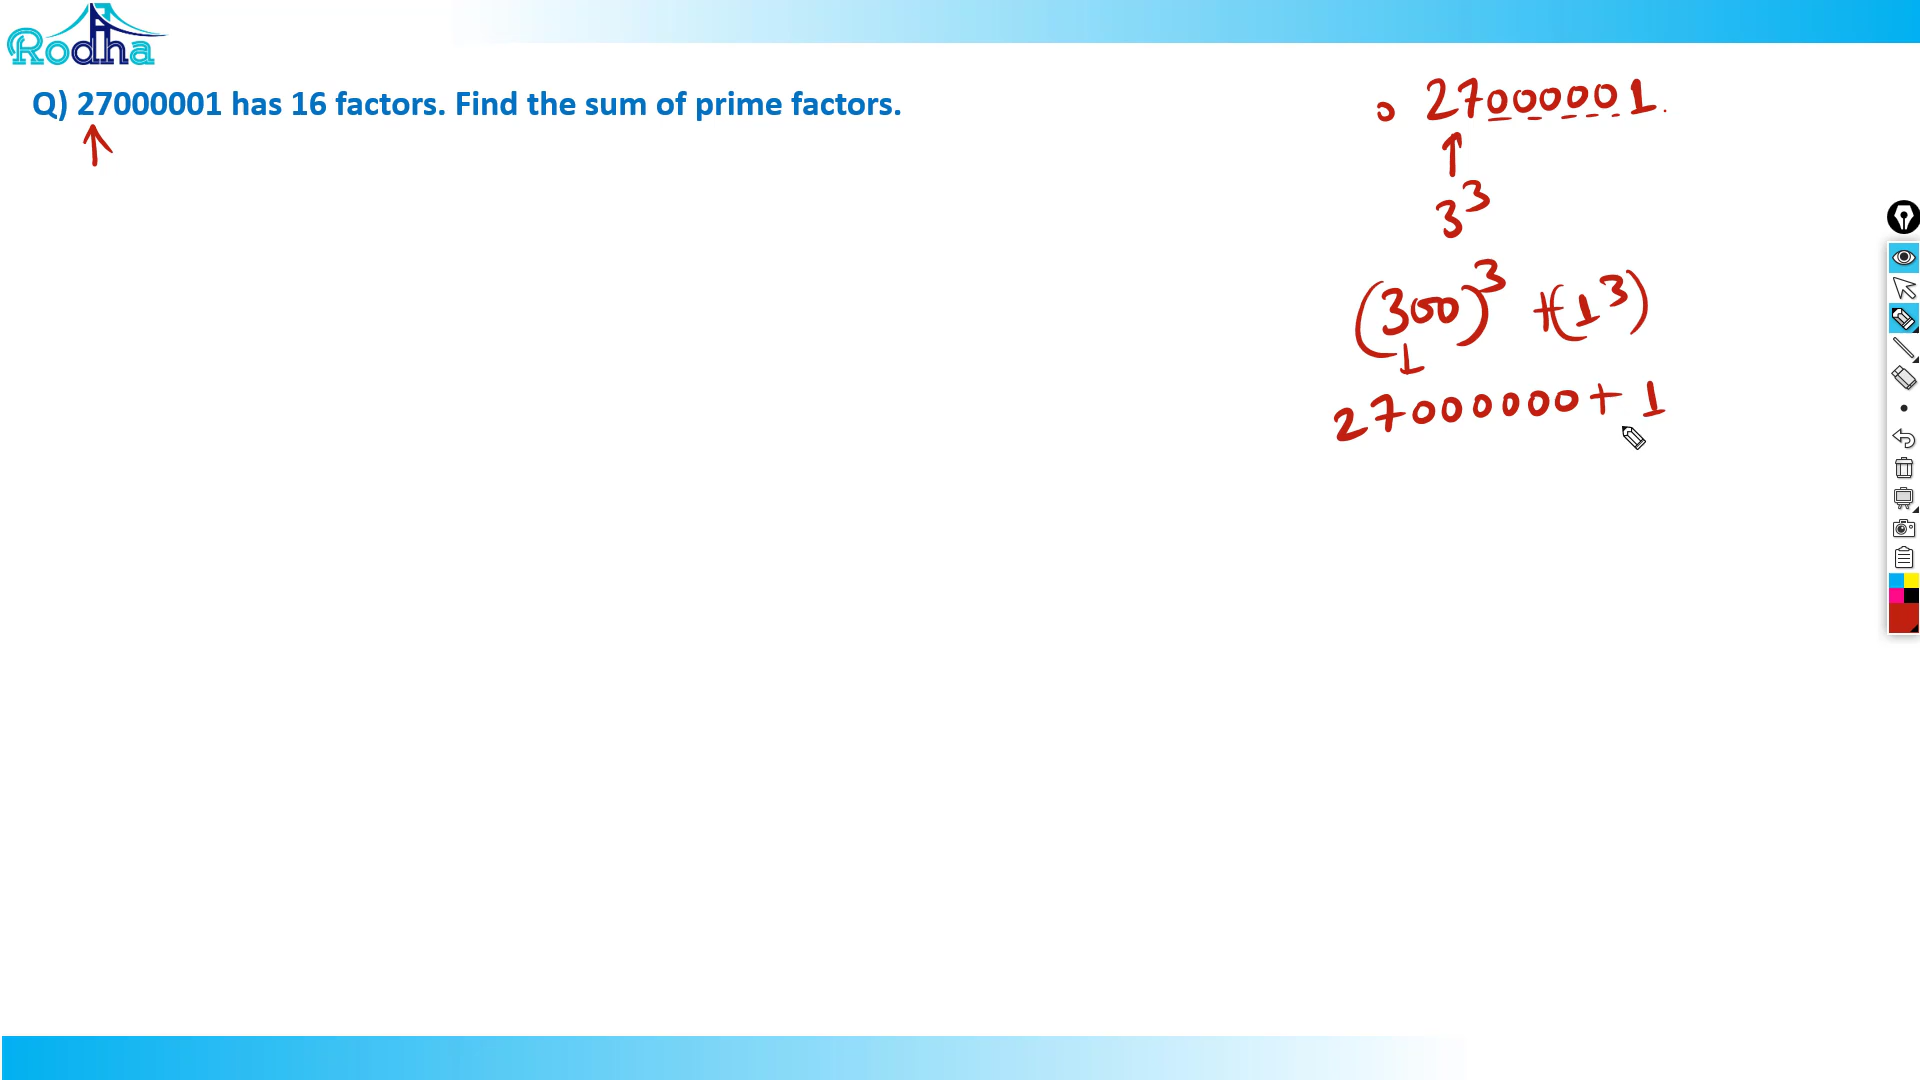 Rodha
Q) 27000001 has 16 factors. Find the sum of prime factors.
27000001.
3³
(300)³ + (1³)
27000000 + 1